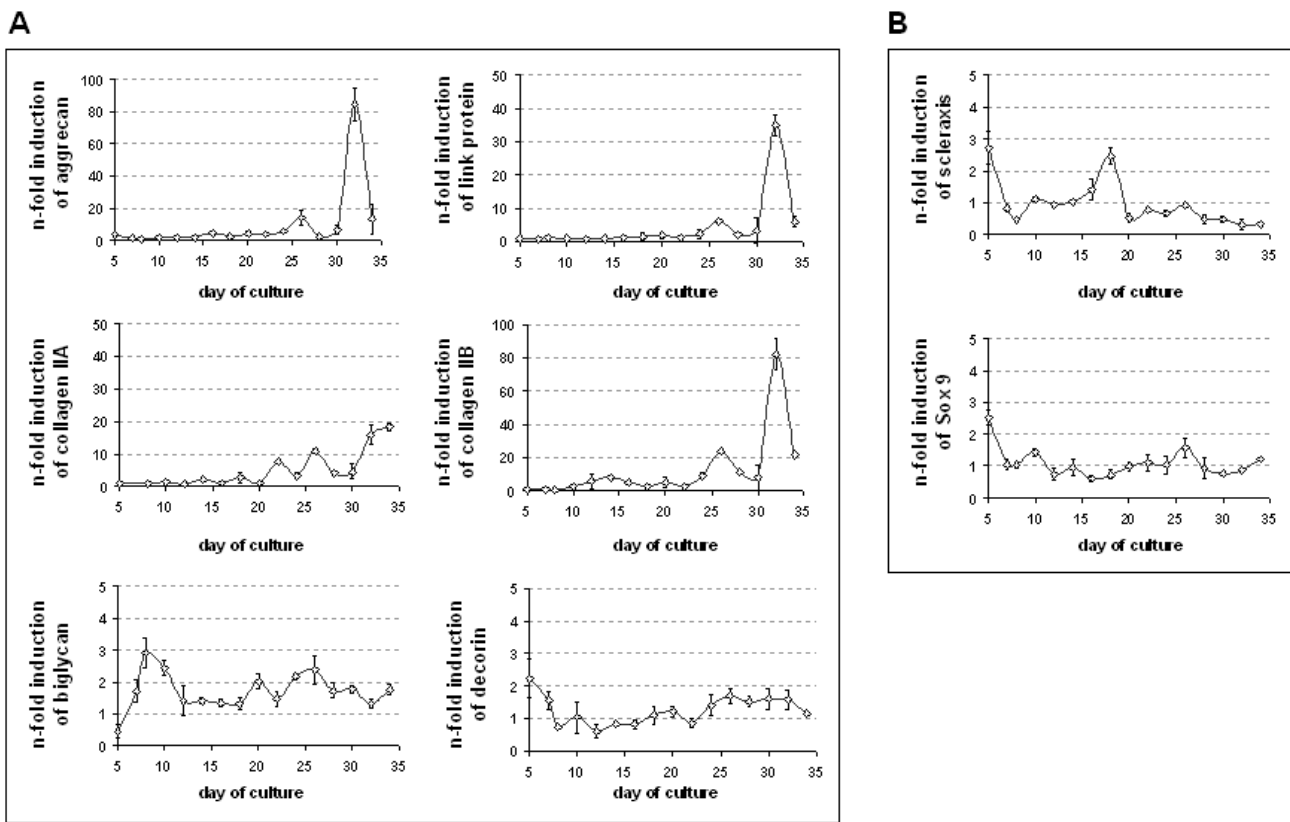 A
n-fold induction
of aggrecan
100
80
60
40
20
0
5 10 15 20 25 30 35
day of culture
n-fold induction
of link protein
50
40
30
20
10
0
5 10 15 20 25 30 35
day of culture
n-fold induction
of collagen IIA
50
40
30
20
10
0
5 10 15 20 25 30 35
day of culture
n-fold induction
of collagen IIB
100
80
60
40
20
0
5 10 15 20 25 30 35
day of culture
n-fold induction
of biglycan
5
4
3
2
1
0
5 10 15 20 25 30 35
day of culture
n-fold induction
of decorin
5
4
3
2
1
0
5 10 15 20 25 30 35
day of culture
B
n-fold induction
of scleraxis
5
4
3
2
1
0
5 10 15 20 25 30 35
day of culture
n-fold induction
of Sox 9
5
4
3
2
1
0
5 10 15 20 25 30 35
day of culture